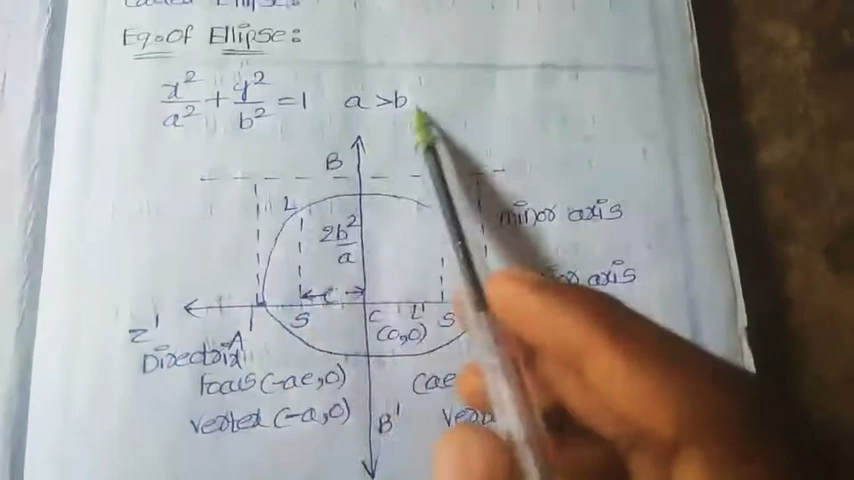 Eq.Of Ellipse:
x²/a² + y²/b² = 1 a > b
B
L
minor axis
2b²/a
axis
C
Z'
S
C
L'
S
(0,0)
Directrix
A
Focus (-ae,0)
(ae
vertex (-a,0)
B'